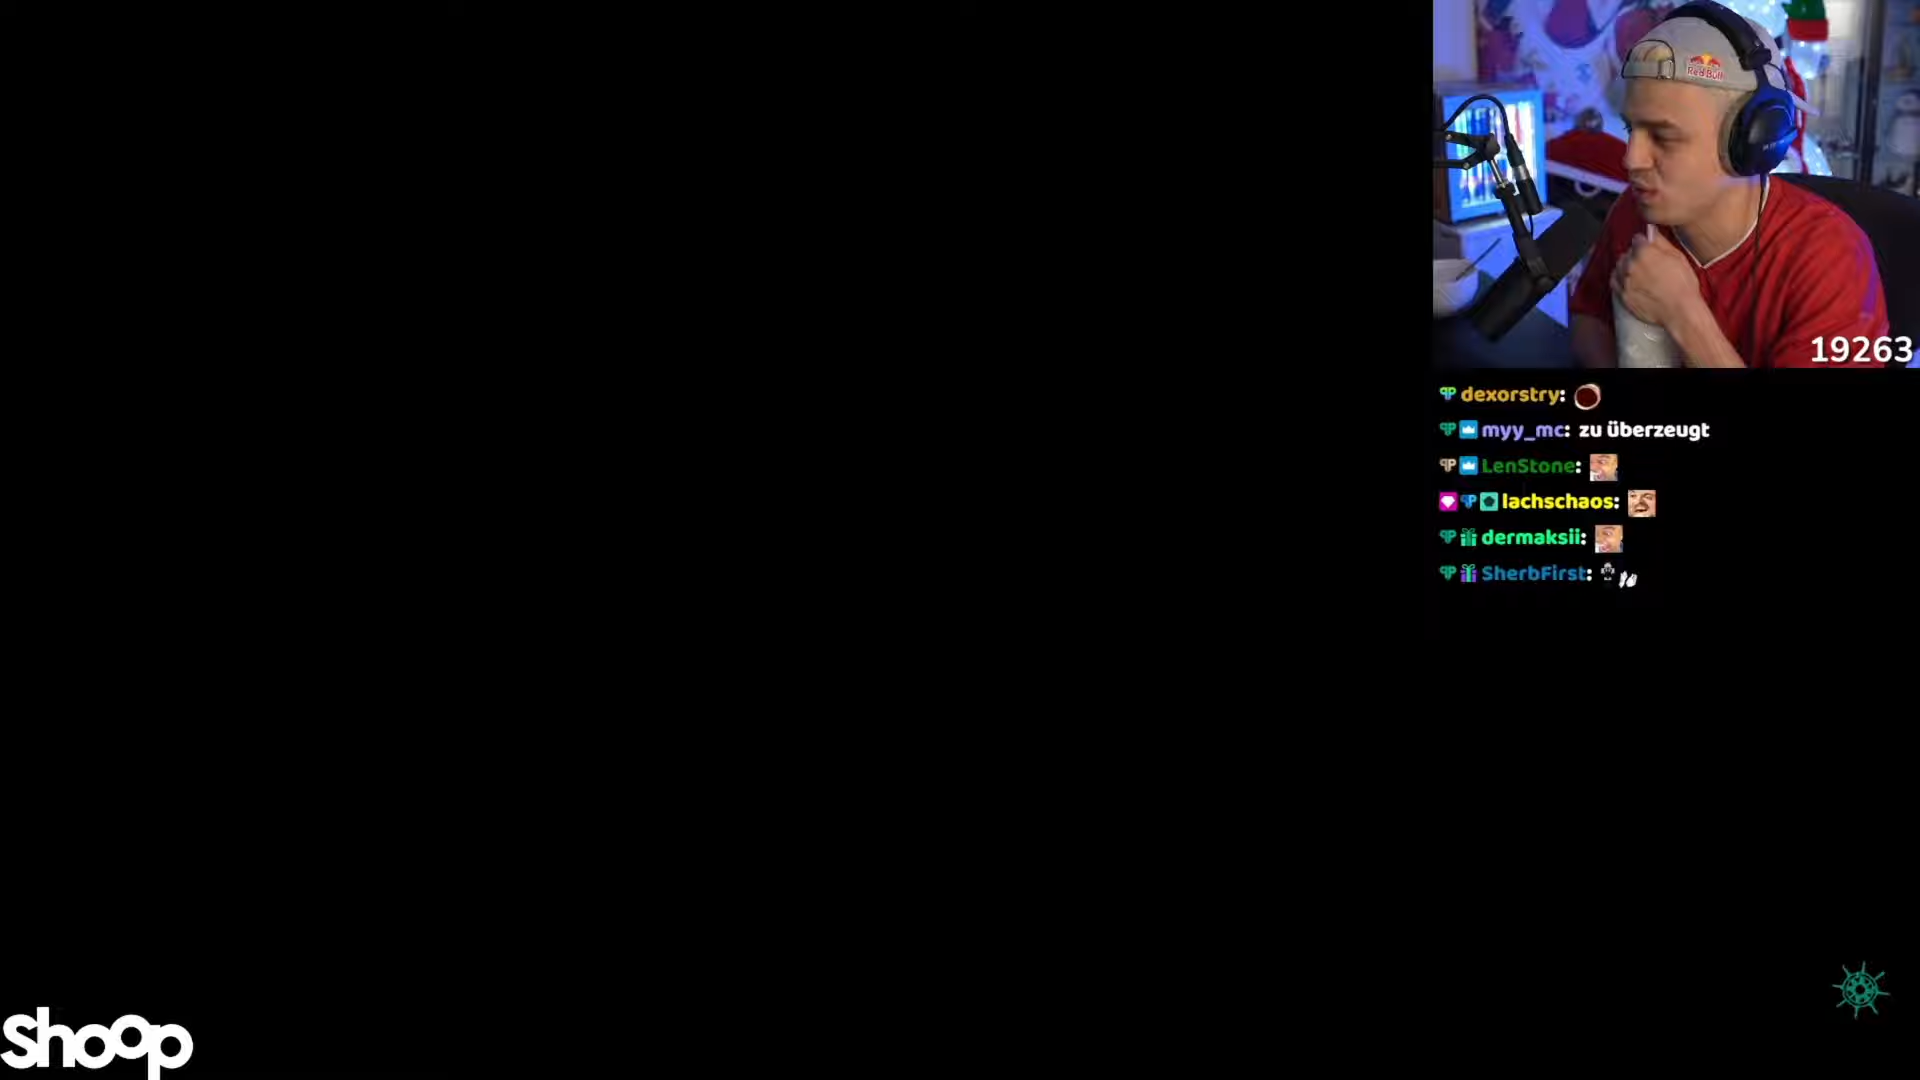 Red Bull
19263
dexorstry:
myy_mc: zu überzeugt
LenStone:
lachschaos:
dermaksii:
SherbFirst:
Shoop